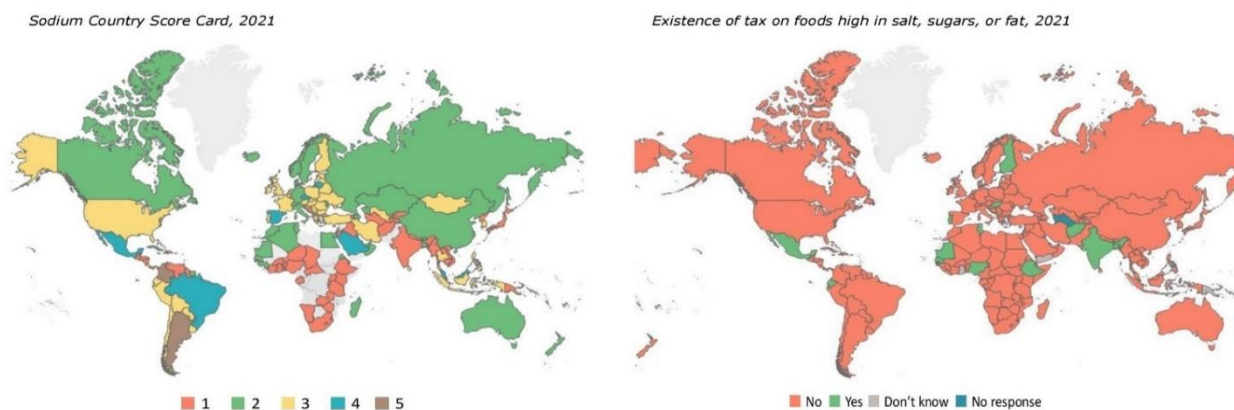 Sodium Country Score Card, 2021
Existence of tax on foods high in salt, sugars, or fat, 2021
1 2 3 4 5
No Yes Don't know No response